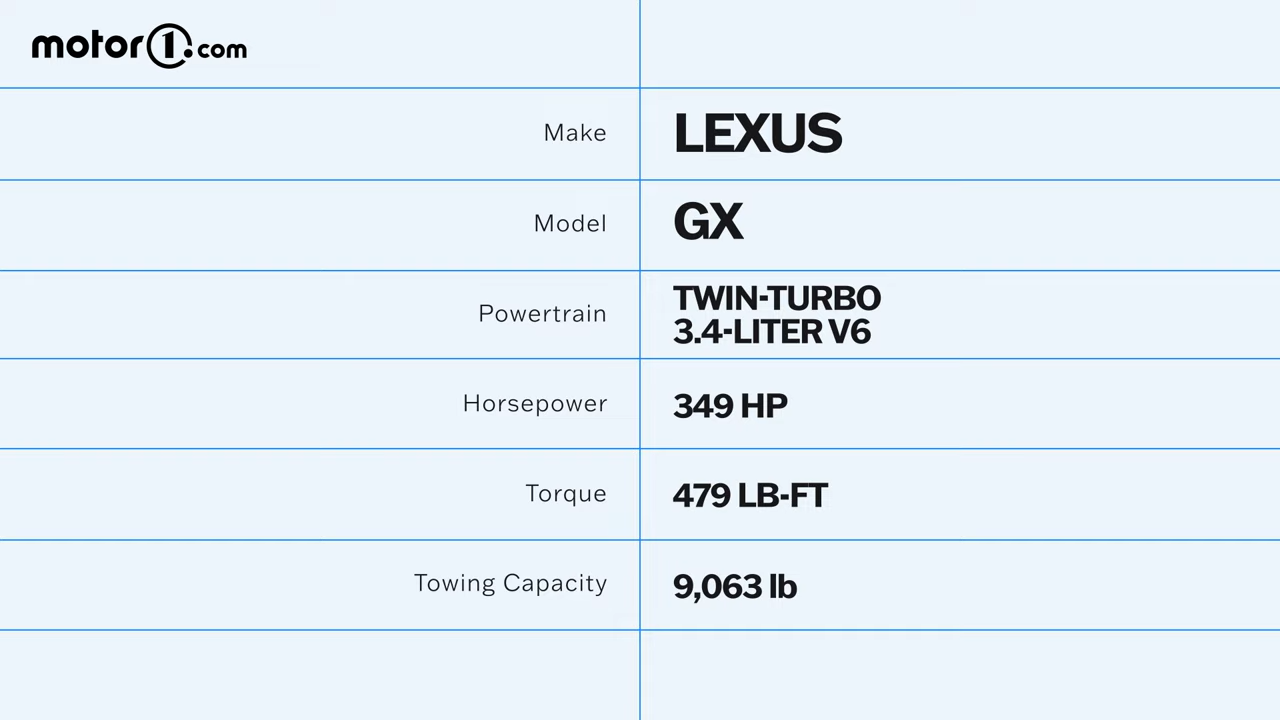 motor1.com
Make
LEXUS
Model
GX
Powertrain
TWIN-TURBO
3.4-LITER V6
Horsepower
349 HP
Torque
479 LB-FT
Towing Capacity
9,063 lb